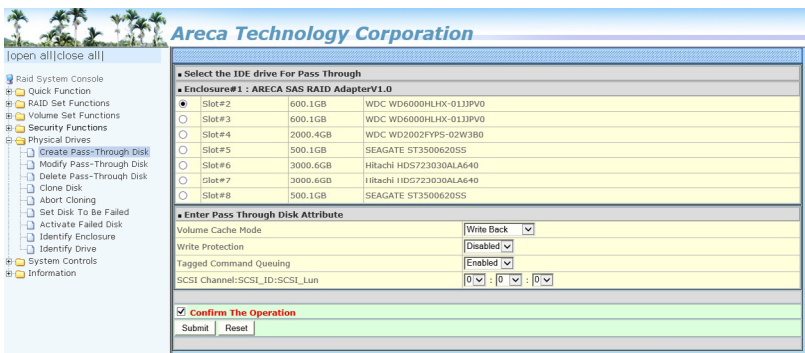 Areca Technology Corporation
|open all|close all|
Raid System Console
Quick Function
RAID Set Functions
Volume Set Functions
Security Functions
Physical Drives
Create Pass-Through Disk
Modify Pass-Through Disk
Delete Pass-Through Disk
Clone Disk
Abort Cloning
Set Disk To Be Failed
Activate Failed Disk
Identify Enclosure
Identify Drive
System Controls
Information
Select the IDE drive For Pass Through
Enclosure#1 : ARECA SAS RAID AdapterV1.0
Slot#2 600.1GB WDC WD6000HLHX-01JJPV0
Slot#3 600.1GB WDC WD6000HLHX-01JJPV0
Slot#4 2000.4GB WDC WD2002FYPS-02W3B0
Slot#5 500.1GB SEAGATE ST3500620SS
Slot#6 3000.6GB Hitachi HDS723030ALA640
Slot#7 3000.6GB Hitachi HDS723030ALA640
Slot#8 500.1GB SEAGATE ST3500620SS
Enter Pass Through Disk Attribute
Volume Cache Mode Write Back
Write Protection Disabled
Tagged Command Queuing Enabled
SCSI Channel:SCSI_ID:SCSI_Lun 0 : 0 : 0
Confirm The Operation
Submit Reset